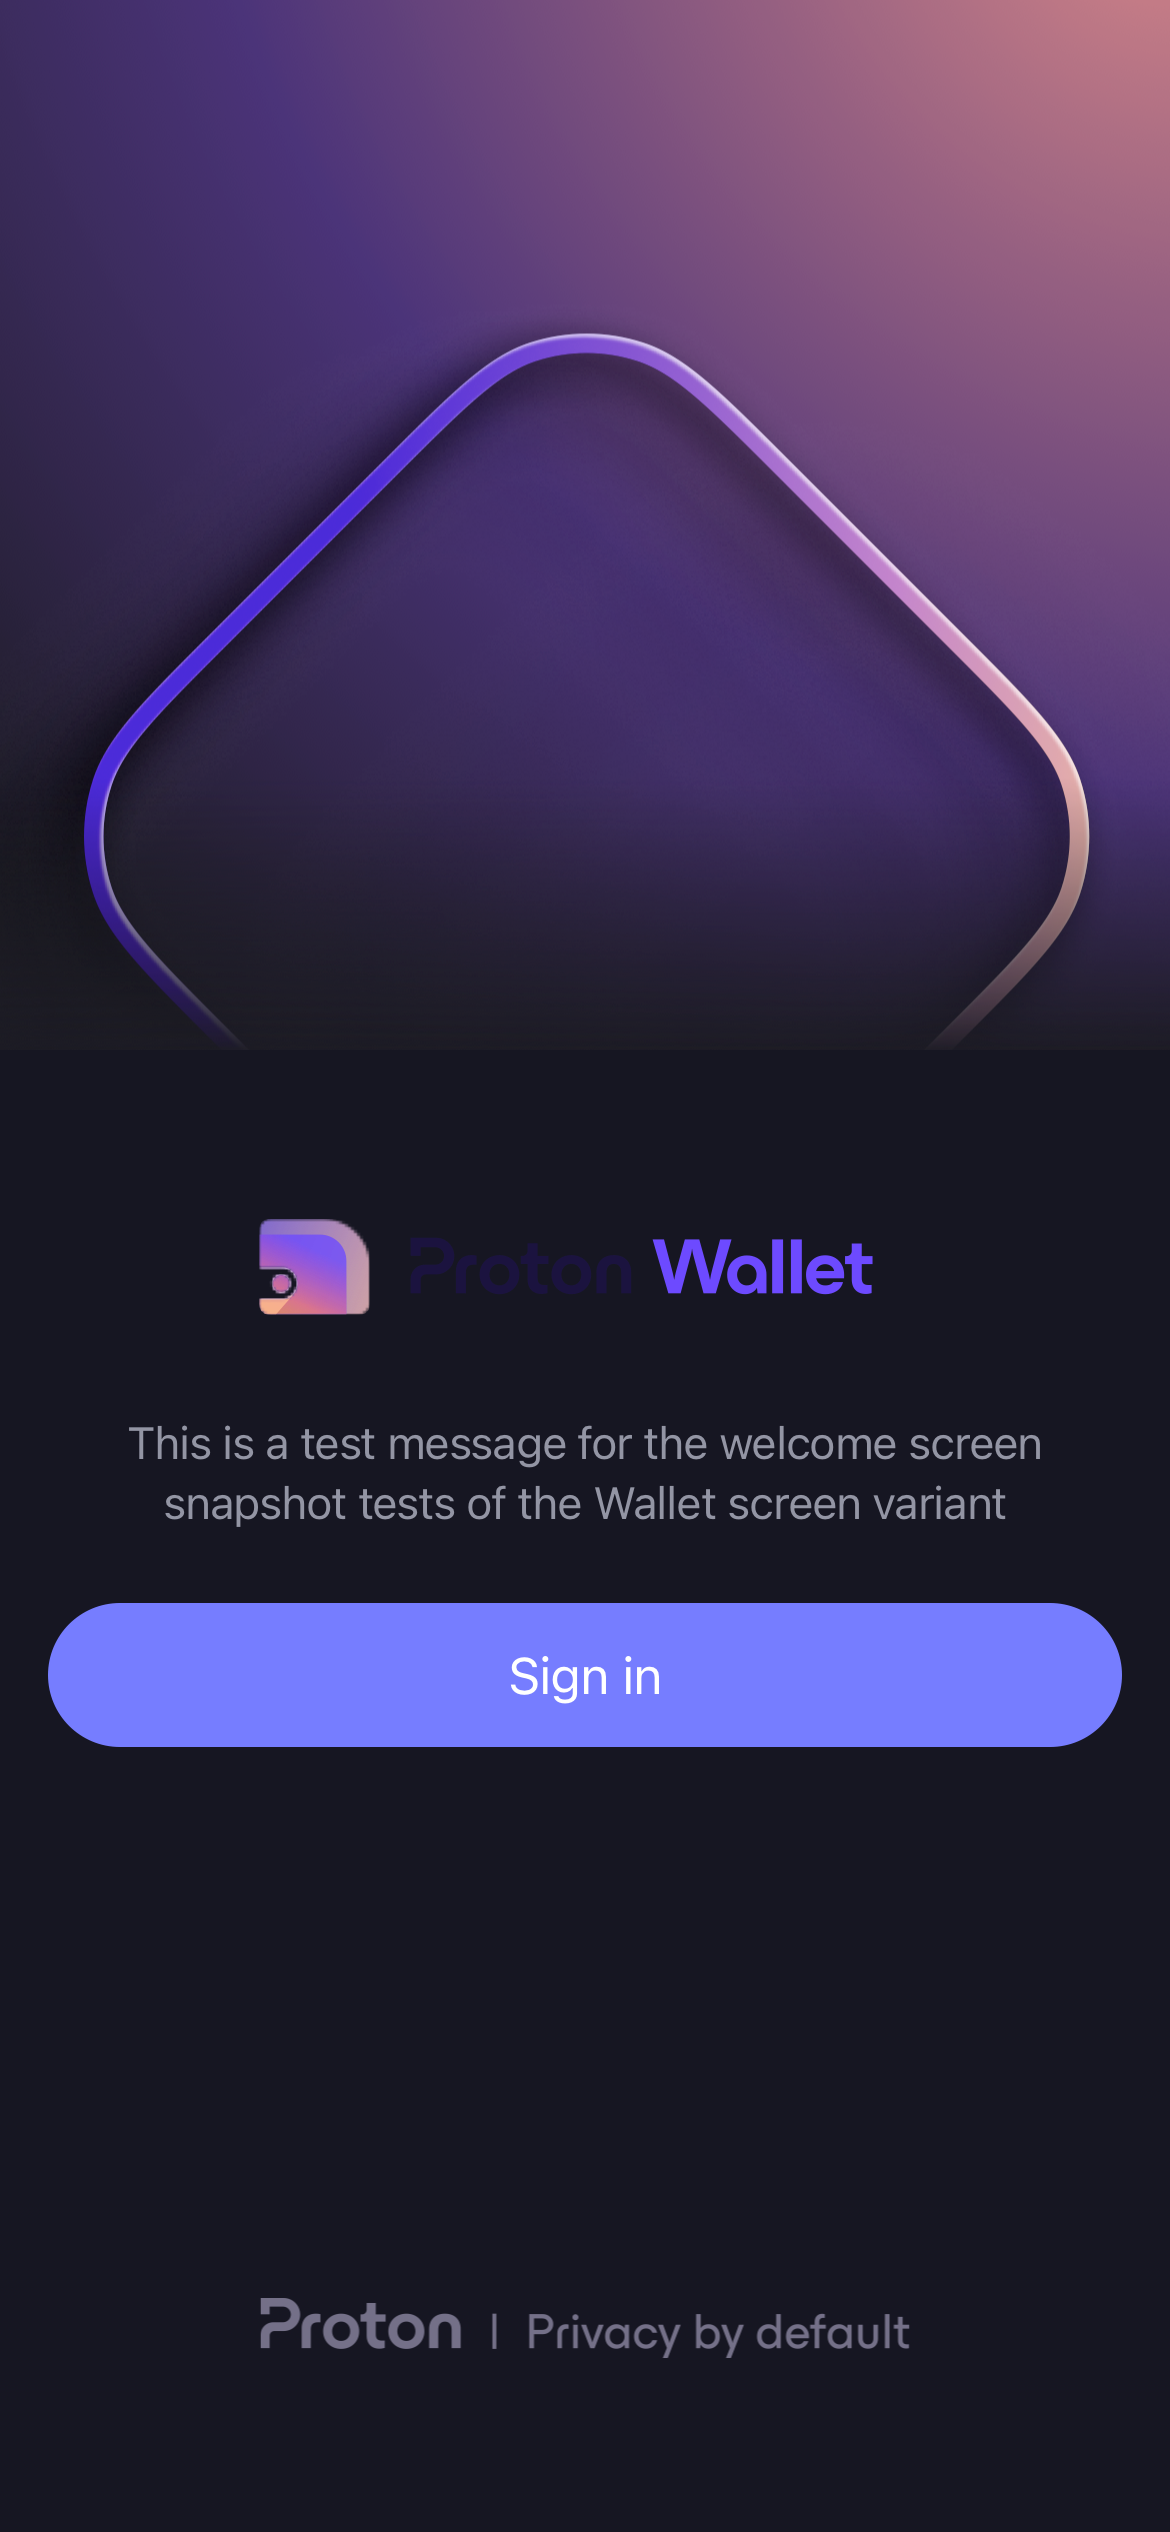 Proton Wallet
This is a test message for the welcome screen
snapshot tests of the Wallet screen variant
Sign in
Proton | Privacy by default